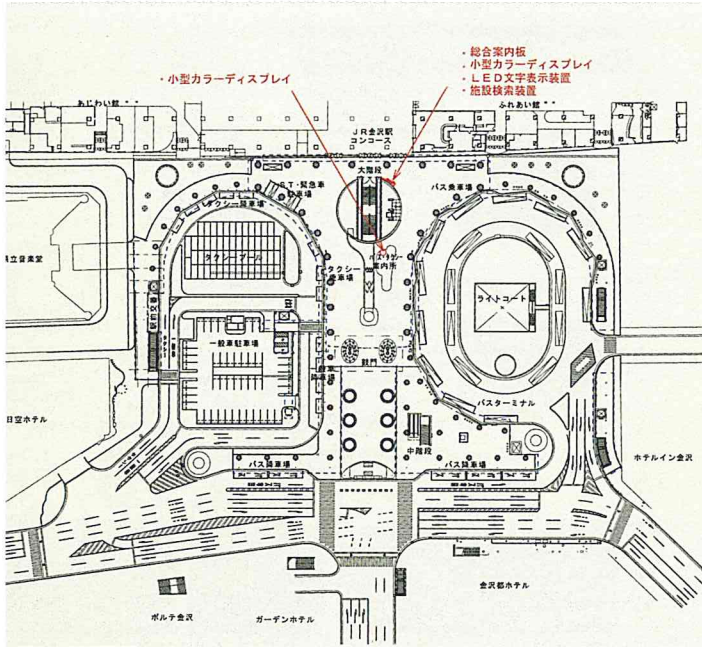 ・総合案内板
・小型カラーディスプレイ
・LED文字表示装置
・施設検索装置
・小型カラーディスプレイ
あじわい館
ふれあい館
JR金沢駅
コンコース
大階段
バス乗車場
タクシー降車場
タクシープール
タクシー
乗車場
バス・タクシー
案内所
ライトコート
県立音楽堂
一般車駐車場
鼓門
バスターミナル
日空ホテル
中階段
バス降車場
バス降車場
ホテルイン金沢
金沢都ホテル
ポルテ金沢
ガーデンホテル